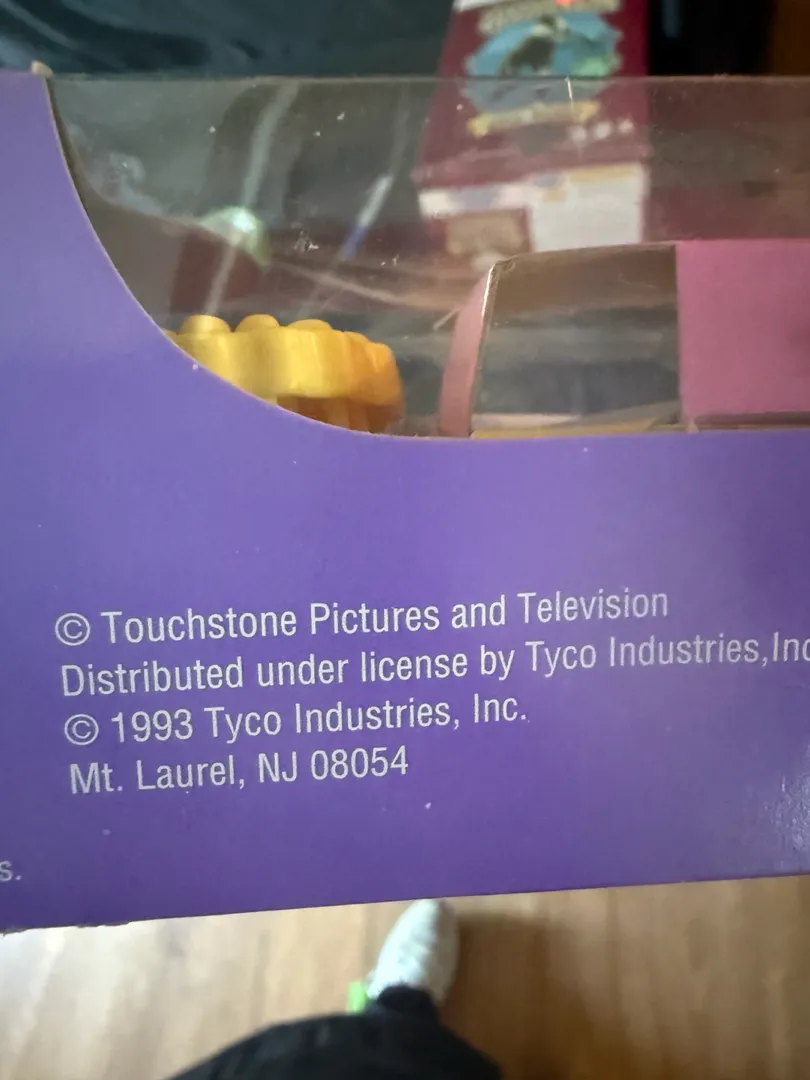 © Touchstone Pictures and Television
Distributed under license by Tyco Industries,Inc
© 1993 Tyco Industries, Inc.
Mt. Laurel, NJ 08054
s.